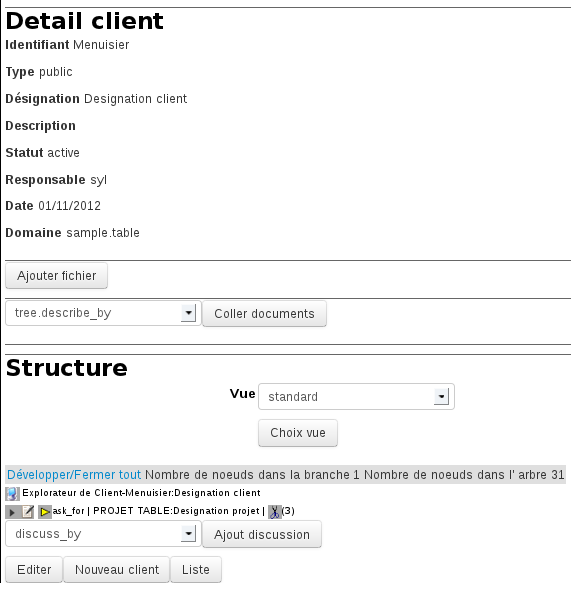 Detail client
Identifiant Menuisier
Type public
Désignation Designation client
Description
Statut active
Responsable syl
Date 01/11/2012
Domaine sample.table
Ajouter fichier
tree.describe_by Coller documents
Structure
Vue standard
Choix vue
Développer/Fermer tout Nombre de noeuds dans la branche 1 Nombre de noeuds dans l' arbre 31
Explorateur de Client-Menuisier:Designation client
ask_for | PROJET TABLE:Designation projet | (3)
discuss_by Ajout discussion
Editer Nouveau client Liste